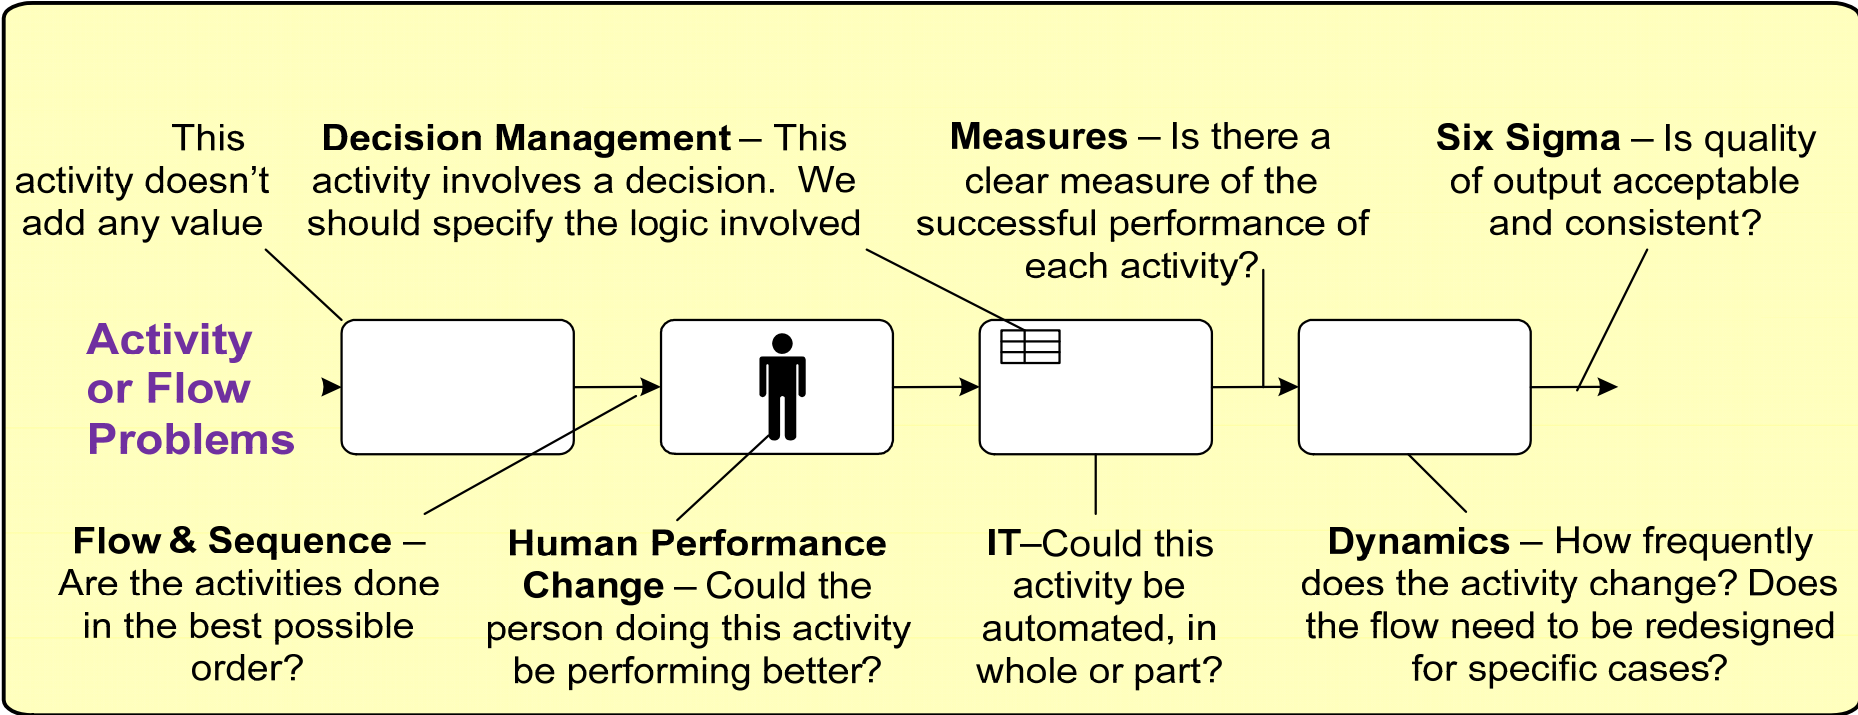 This
activity doesn’t
add any value
Decision Management – This
activity involves a decision.  We
should specify the logic involved
Measures – Is there a
clear measure of the
successful performance of
each activity?
Six Sigma – Is quality
of output acceptable
and consistent?
Activity
or Flow
Problems
Flow & Sequence –
Are the activities done
in the best possible
order?
Human Performance
Change – Could the
person doing this activity
be performing better?
IT–Could this
activity be
automated, in
whole or part?
Dynamics – How frequently
does the activity change? Does
the flow need to be redesigned
for specific cases?